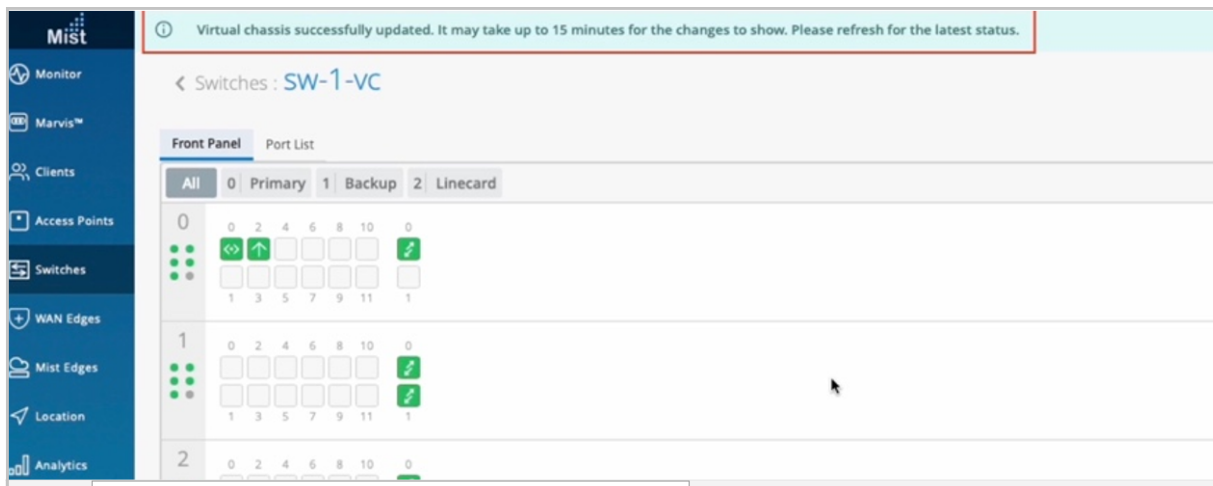 Mist
Virtual chassis successfully updated. It may take up to 15 minutes for the changes to show. Please refresh for the latest status.
Monitor
Marvis™
Clients
Access Points
Switches
WAN Edges
Mist Edges
Location
Analytics
< Switches : SW-1-VC
Front Panel Port List
All 0 Primary 1 Backup 2 Linecard
0
0 2 4 6 8 10 0
1 3 5 7 9 11 1
1
0 2 4 6 8 10 0
1 3 5 7 9 11 1
2
0 2 4 6 8 10 0